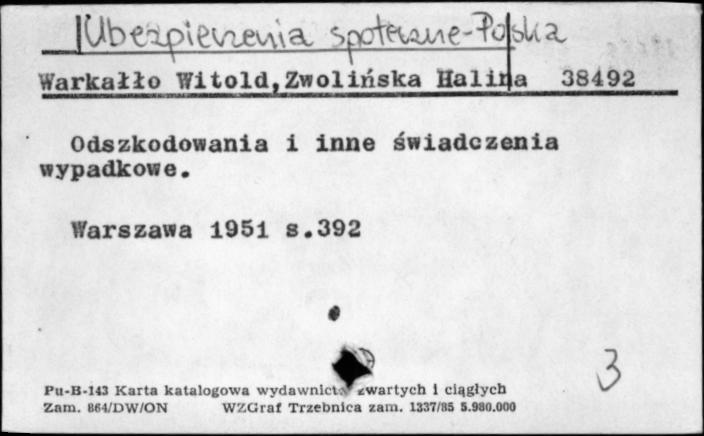 Ubezpieczenia społeczne-Polska
Warkałło Witold,Zwolińska Halina 38492
Odszkodowania i inne świadczenia
wypadkowe.
Warszawa 1951 s.392
3
Pu-B-143 Karta katalogowa wydawnictw zwartych i ciągłych
Zam. 864/DW/ON WZGraf Trzebnica zam. 1337/85 5.980.000